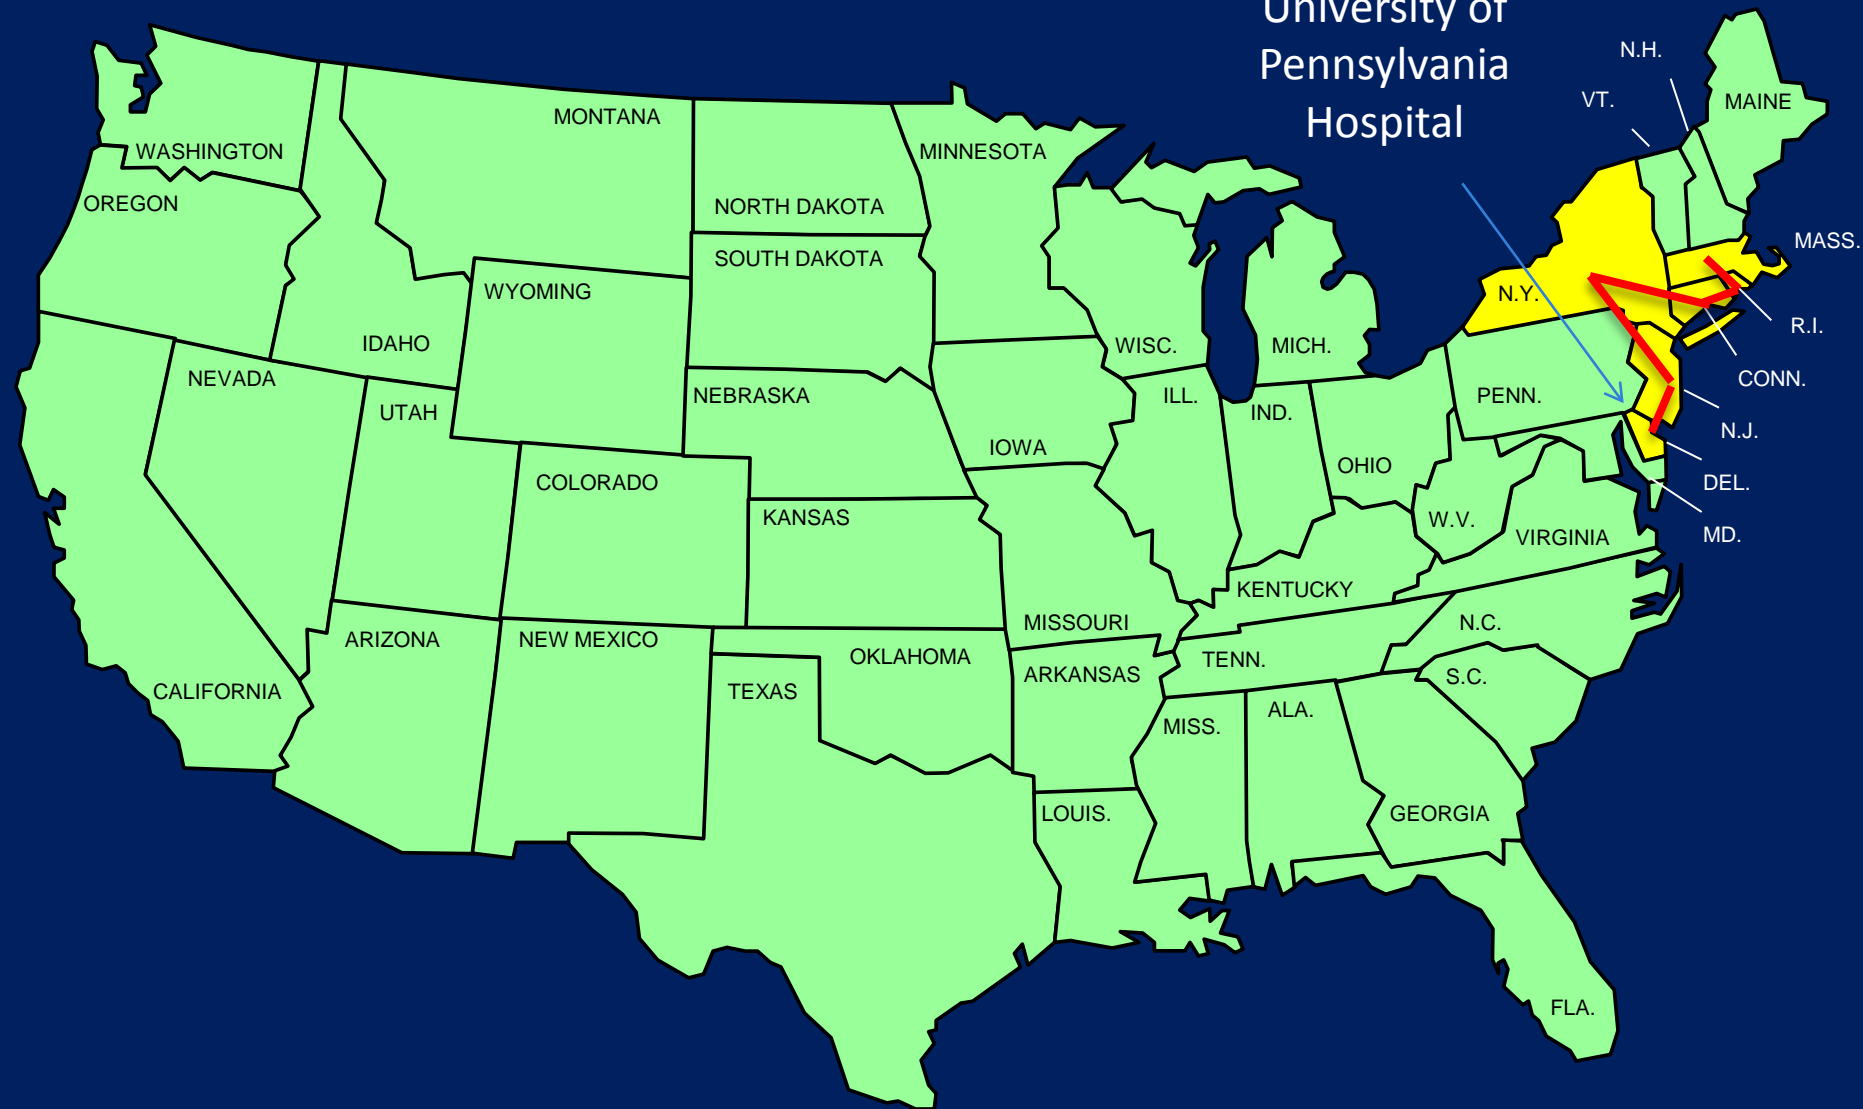 University of
Pennsylvania
Hospital
N.H.
VT.
MAINE
MONTANA
WASHINGTON
MINNESOTA
OREGON
NORTH DAKOTA
MASS.
SOUTH DAKOTA
WYOMING
N.Y.
R.I.
IDAHO
WISC.
MICH.
NEVADA
CONN.
UTAH
NEBRASKA
ILL.
IND.
PENN.
N.J.
IOWA
OHIO
COLORADO
DEL.
KANSAS
W.V.
VIRGINIA
MD.
KENTUCKY
MISSOURI
N.C.
ARIZONA
NEW MEXICO
OKLAHOMA
TENN.
ARKANSAS
S.C.
CALIFORNIA
TEXAS
MISS.
ALA.
LOUIS.
GEORGIA
FLA.